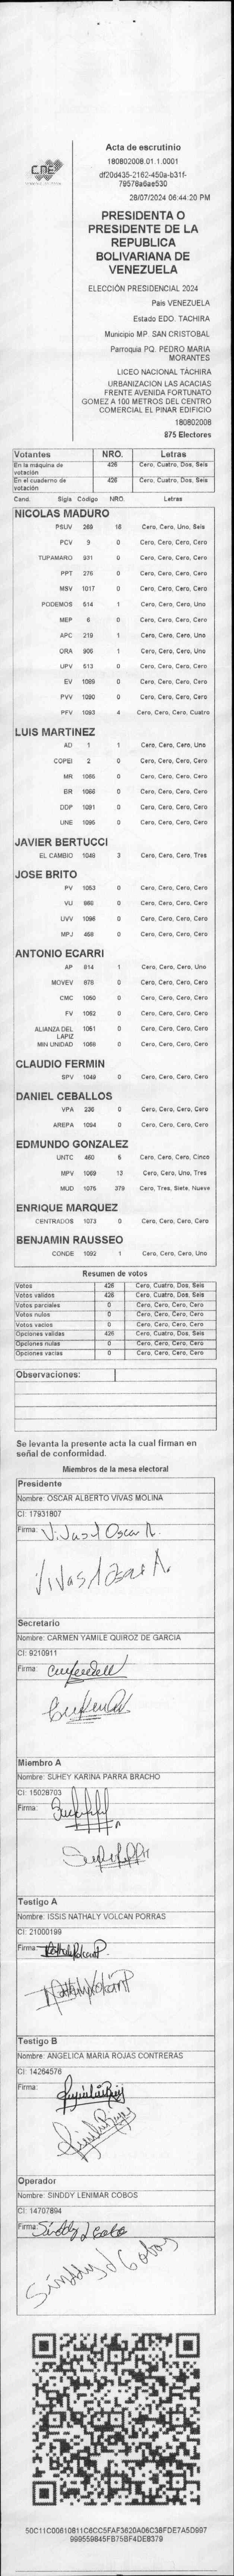 CNE
Acta de escrutinio
180802008.01.1.0001
df20d435-2162-450a-b31f-
79578a6ae530
28/07/2024 06:44:20 PM
PRESIDENTA O
PRESIDENTE DE LA
REPUBLICA
BOLIVARIANA DE
VENEZUELA
ELECCIÓN PRESIDENCIAL 2024
Pais VENEZUELA
Estado EDO. TACHIRA
Municipio MP. SAN CRISTOBAL
Parroquia PQ. PEDRO MARIA
MORANTES
LICEO NACIONAL TÁCHIRA
URBANIZACION LAS ACACIAS
FRENTE AVENIDA FORTUNATO
GOMEZ A 100 METROS DEL CENTRO
COMERCIAL EL PINAR EDIFICIO
180802008
875 Electores
Votantes NRO. Letras
En la máquina de votación 426 Cero, Cuatro, Dos, Seis
En el cuaderno de votación 426 Cero, Cuatro, Dos, Seis
Cand. Sigla Codigo NRO. Letras
NICOLAS MADURO
PSUV 269 16 Cero, Cero, Uno, Seis
PCV 9 0 Cero, Cero, Cero, Cero
TUPAMARO 931 0 Cero, Cero, Cero, Cero
PPT 276 0 Cero, Cero, Cero, Cero
MSV 1017 0 Cero, Cero, Cero, Cero
PODEMOS 514 1 Cero, Cero, Cero, Uno
MEP 6 0 Cero, Cero, Cero, Cero
APC 219 1 Cero, Cero, Cero, Uno
ORA 906 1 Cero, Cero, Cero, Uno
UPV 513 0 Cero, Cero, Cero, Cero
EV 1089 0 Cero, Cero, Cero, Cero
PVV 1090 0 Cero, Cero, Cero, Cero
PFV 1093 4 Cero, Cero, Cero, Cuatro
LUIS MARTINEZ
AD 1 1 Cero, Cero, Cero, Uno
COPEI 2 0 Cero, Cero, Cero, Cero
MR 1065 0 Cero, Cero, Cero, Cero
BR 1066 0 Cero, Cero, Cero, Cero
DDP 1091 0 Cero, Cero, Cero, Cero
UNE 1095 0 Cero, Cero, Cero, Cero
JAVIER BERTUCCI
EL CAMBIO 1048 3 Cero, Cero, Cero, Tres
JOSE BRITO
PV 1053 0 Cero, Cero, Cero, Cero
VU 0 Cero, Cero, Cero, Cero
UVV 1096 0 Cero, Cero, Cero, Cero
MPJ 468 0 Cero, Cero, Cero, Cero
ANTONIO ECARRI
AP 814 1 Cero, Cero, Cero, Uno
MOVEV 678 0 Cero, Cero, Cero, Cero
CMC 1050 0 Cero, Cero, Cero, Cero
FV 1052 0 Cero, Cero, Cero, Cero
ALIANZA DEL LAPIZ 1051 0 Cero, Cero, Cero, Cero
MIN UNIDAD 1068 0 Cero, Cero, Cero, Cero
CLAUDIO FERMIN
SPV 1049 0 Cero, Cero, Cero, Cero
DANIEL CEBALLOS
VPA 230 0 Cero, Cero, Cero, Cero
AREPA 1094 0 Cero, Cero, Cero, Cero
EDMUNDO GONZALEZ
UNTC 460 5 Cero, Cero, Cero, Cinco
MPV 1069 13 Cero, Cero, Uno, Tres
MUD 1075 379 Cero, Tres, Siete, Nueve
ENRIQUE MARQUEZ
CENTRADOS 1073 0 Cero, Cero, Cero, Cero
BENJAMIN RAUSSEO
CONDE 1092 1 Cero, Cero, Cero, Uno
Resumen de votos
Votos 426 Cero, Cuatro, Dos, Seis
Votos validos 426 Cero, Cuatro, Dos, Seis
Votos parciales 0 Cero, Cero, Cero, Cero
Votos nulos 0 Cero, Cero, Cero, Cero
Votos vacios 0 Cero, Cero, Cero, Cero
Opciones validas 426 Cero, Cuatro, Dos, Seis
Opciones nulas 0 Cero, Cero, Cero, Cero
Opciones vacias 0 Cero, Cero, Cero, Cero
Observaciones:
Se levanta la presente acta la cual firman en
señal de conformidad.
Miembros de la mesa electoral
Presidente
Nombre: OSCAR ALBERTO VIVAS MOLINA
CI: 17931807
Firma: Vivas Oscar A.
Vivas Oscar A.
Secretario
Nombre: CARMEN YAMILE QUIROZ DE GARCIA
CI: 9210911
Firma:
Miembro A
Nombre: SUHEY KARINA PARRA BRACHO
CI: 15028703
Firma:
Testigo A
Nombre: ISSIS NATHALY VOLCAN PORRAS
CI: 21000199
Firma: NathalyVolcanP.
NathalyVolcanP
Testigo B
Nombre: ANGELICA MARIA ROJAS CONTRERAS
CI: 14264576
Firma:
Operador
Nombre: SINDDY LENIMAR COBOS
CI: 14707894
Firma: Sinddy L Cobos
Sinddy L Cobos
50C11C00610811C6CC5FAF3620A06C38FDE7A5D997
999559845FB75BF4DE8379